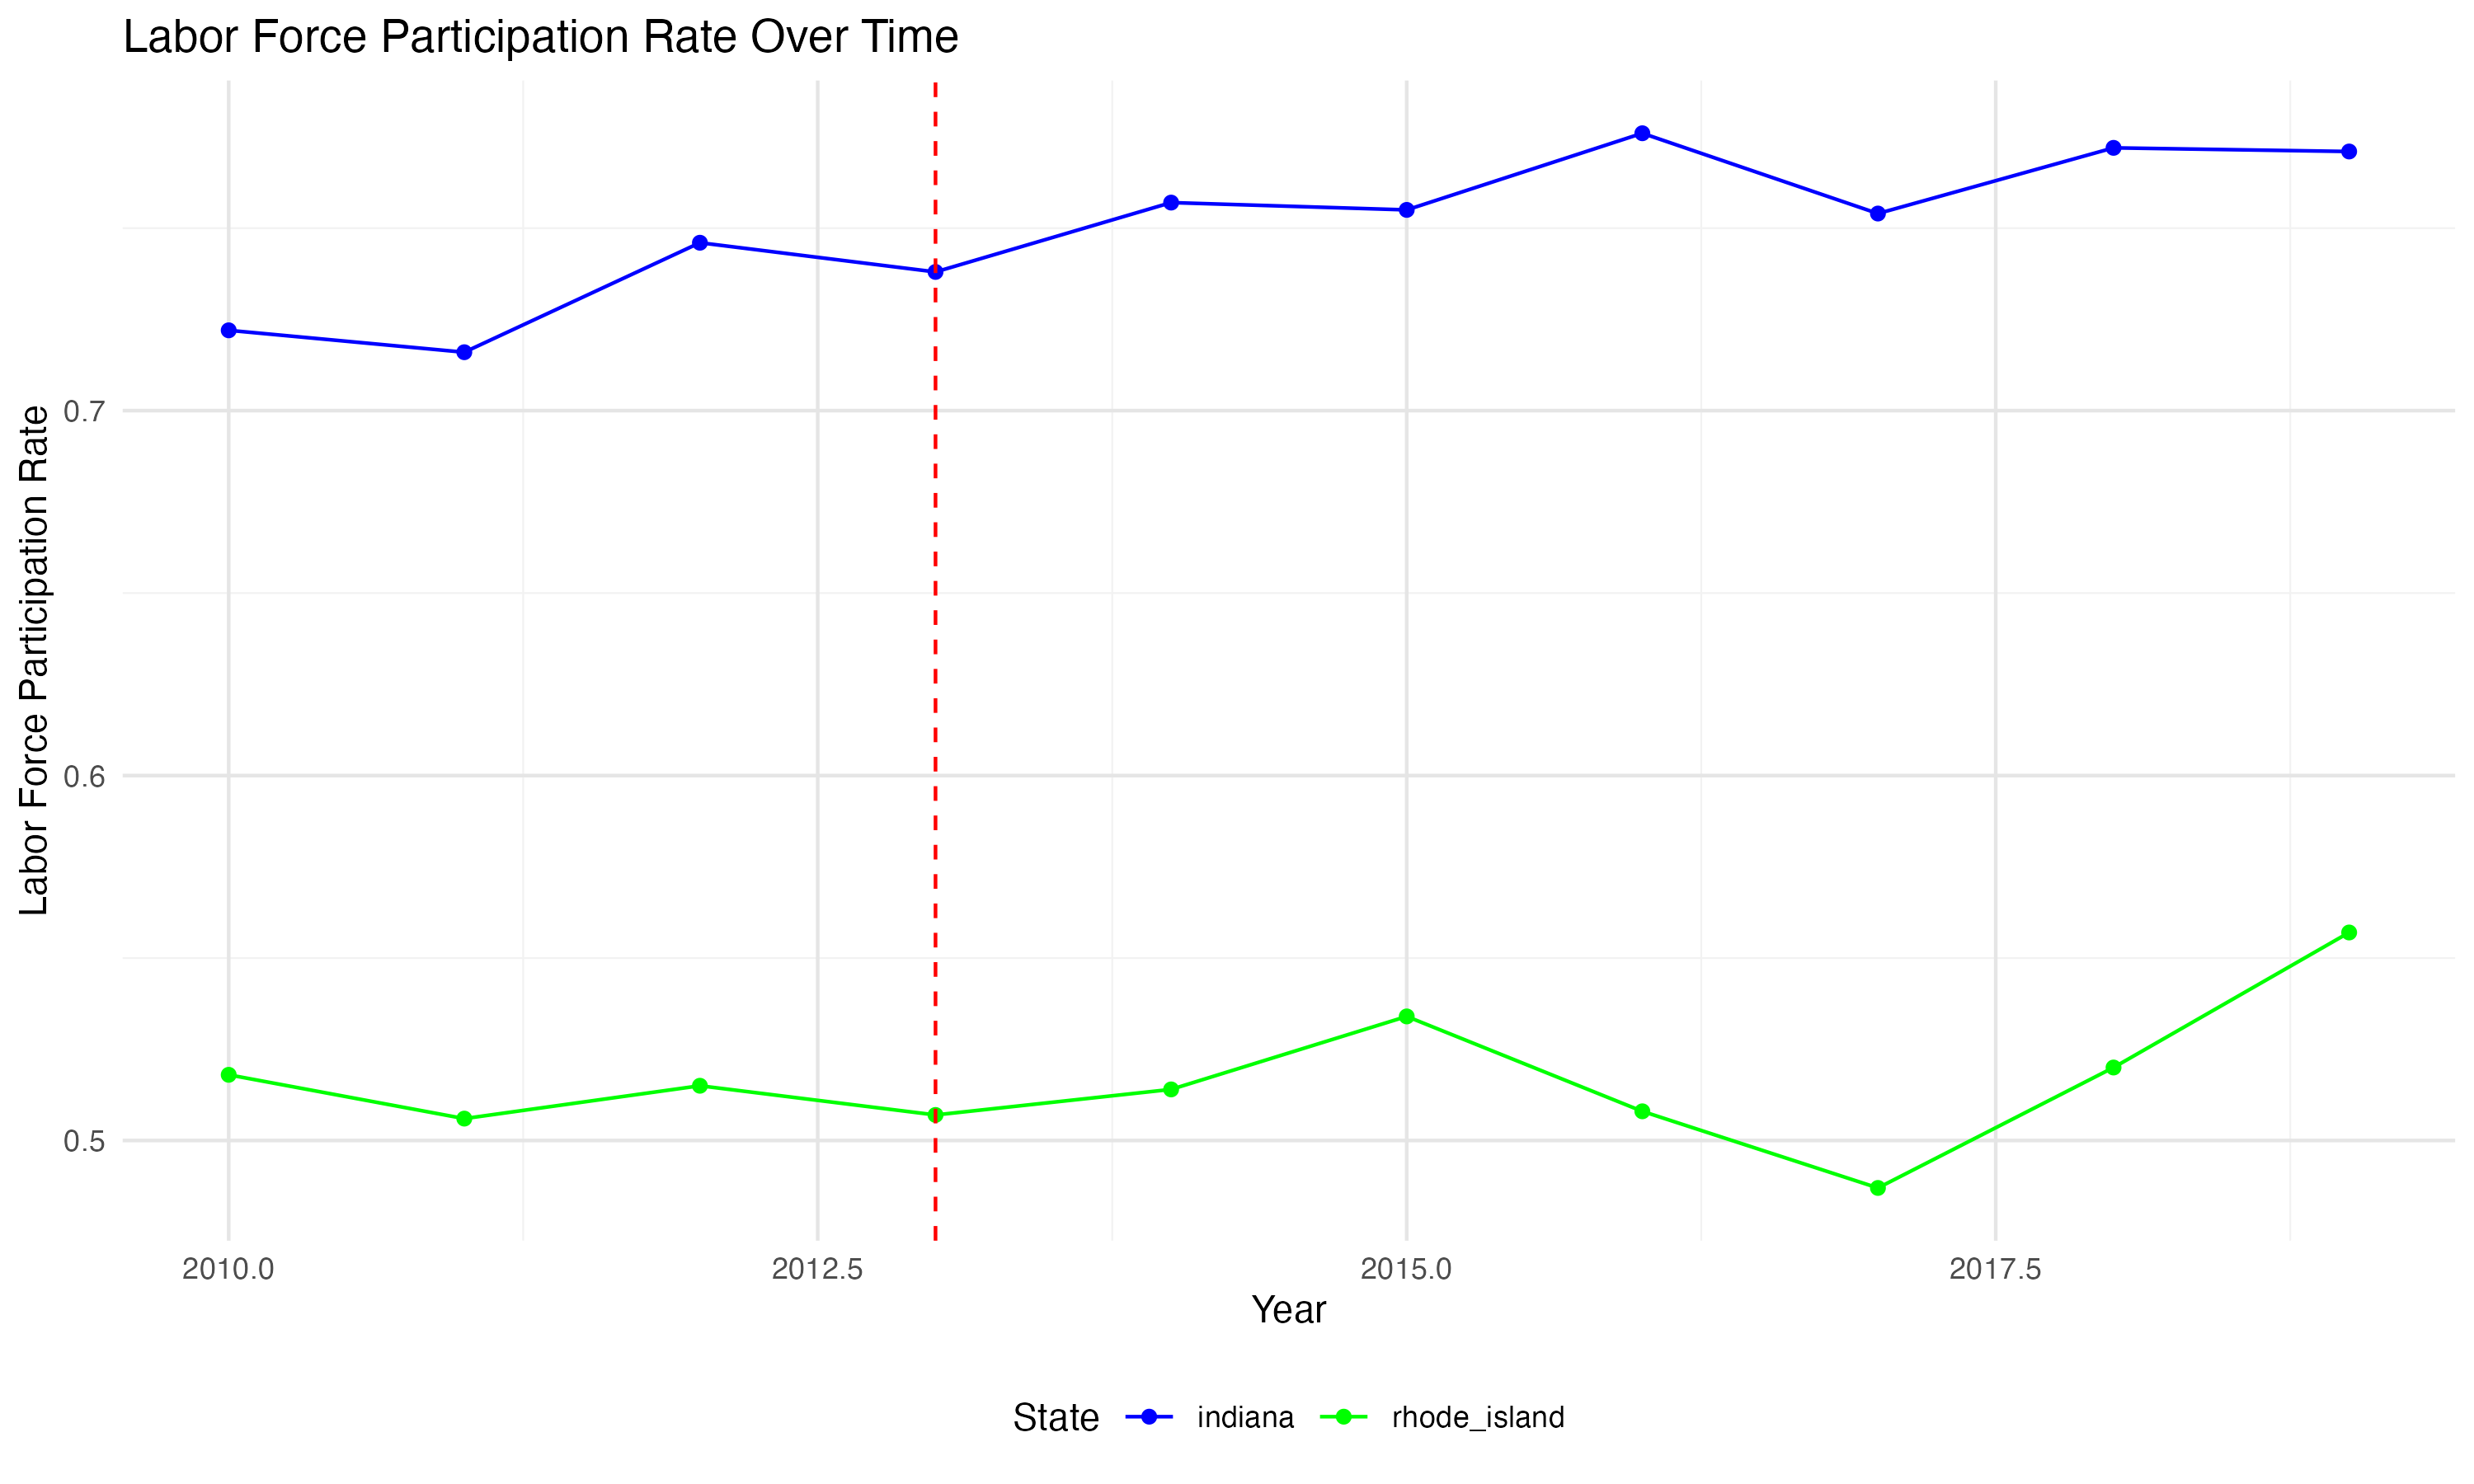 Labor Force Participation Rate Over Time
Labor Force Participation Rate
0.7
0.6
0.5
2010.0 2012.5 2015.0 2017.5
Year
State indiana rhode_island